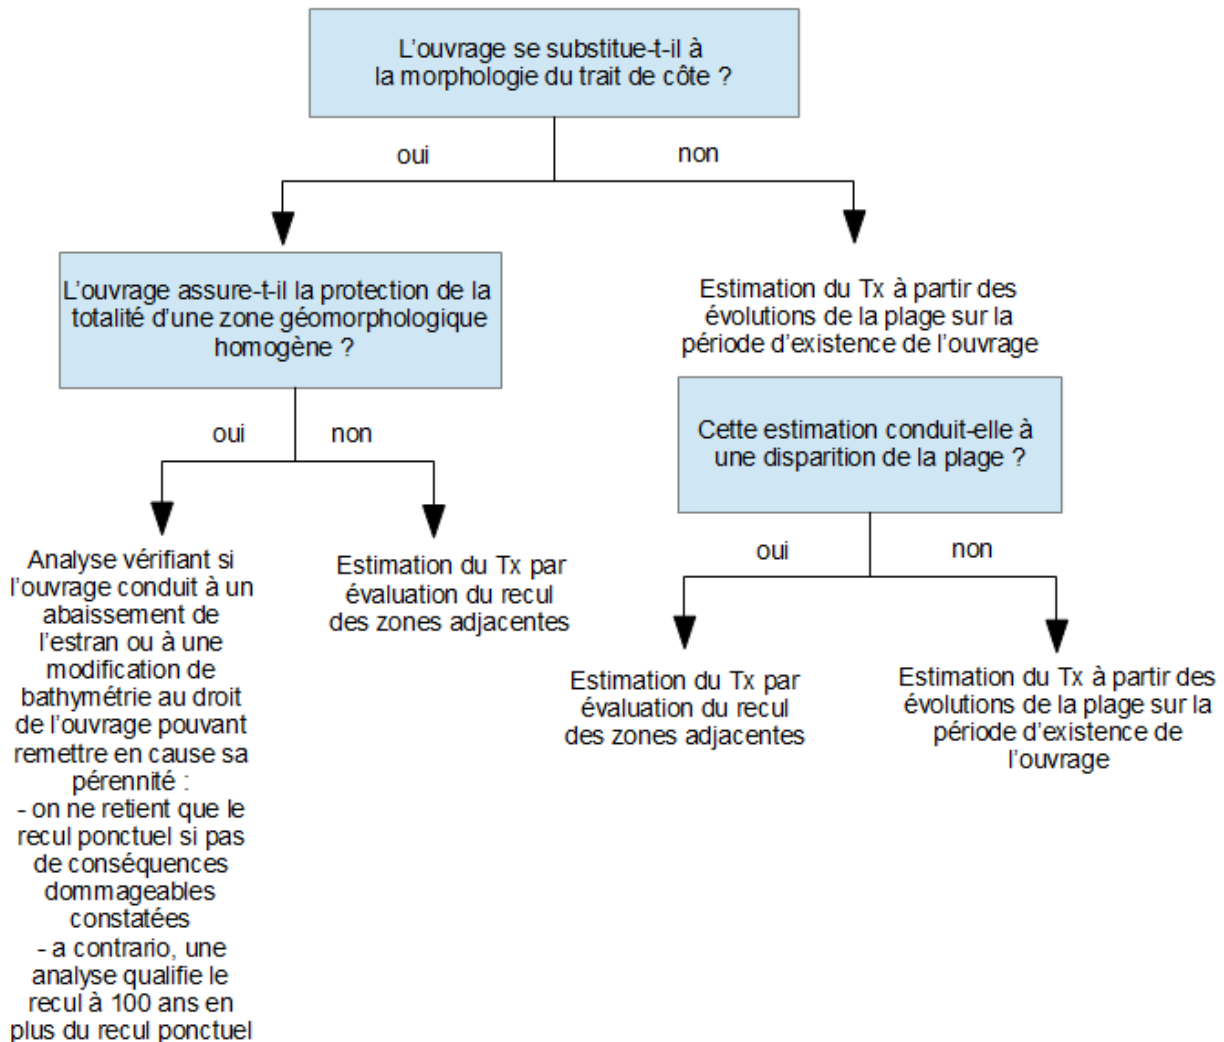 L'ouvrage se substitue-t-il à
la morphologie du trait de côte ?
oui
non
L'ouvrage assure-t-il la protection de la
totalité d'une zone géomorphologique
homogène ?
Estimation du Tx à partir des
évolutions de la plage sur la
période d'existence de l'ouvrage
oui
non
Cette estimation conduit-elle à
une disparition de la plage ?
Analyse vérifiant si
l'ouvrage conduit à un
abaissement de
l'estran ou à une
modification de
bathymétrie au droit
de l'ouvrage pouvant
remettre en cause sa
pérennité :
- on ne retient que le
recul ponctuel si pas
de conséquences
dommageables
constatées
- a contrario, une
analyse qualifie le
recul à 100 ans en
plus du recul ponctuel
Estimation du Tx par
évaluation du recul
des zones adjacentes
oui
non
Estimation du Tx par
évaluation du recul
des zones adjacentes
Estimation du Tx à partir des
évolutions de la plage sur la
période d'existence de
l'ouvrage